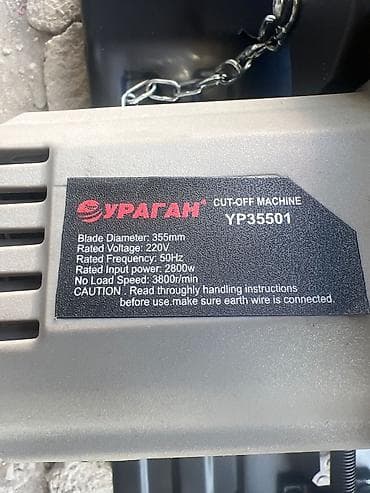 УРАГАН CUT-OFF MACHINE
YP35501
Blade Diameter: 355mm
Rated Voltage: 220V
Rated Frequency: 50Hz
Rated Input power: 2800w
No Load Speed: 3800r/min
CAUTION . Read throughly handling instructions
before use.make sure earth wire is connected.